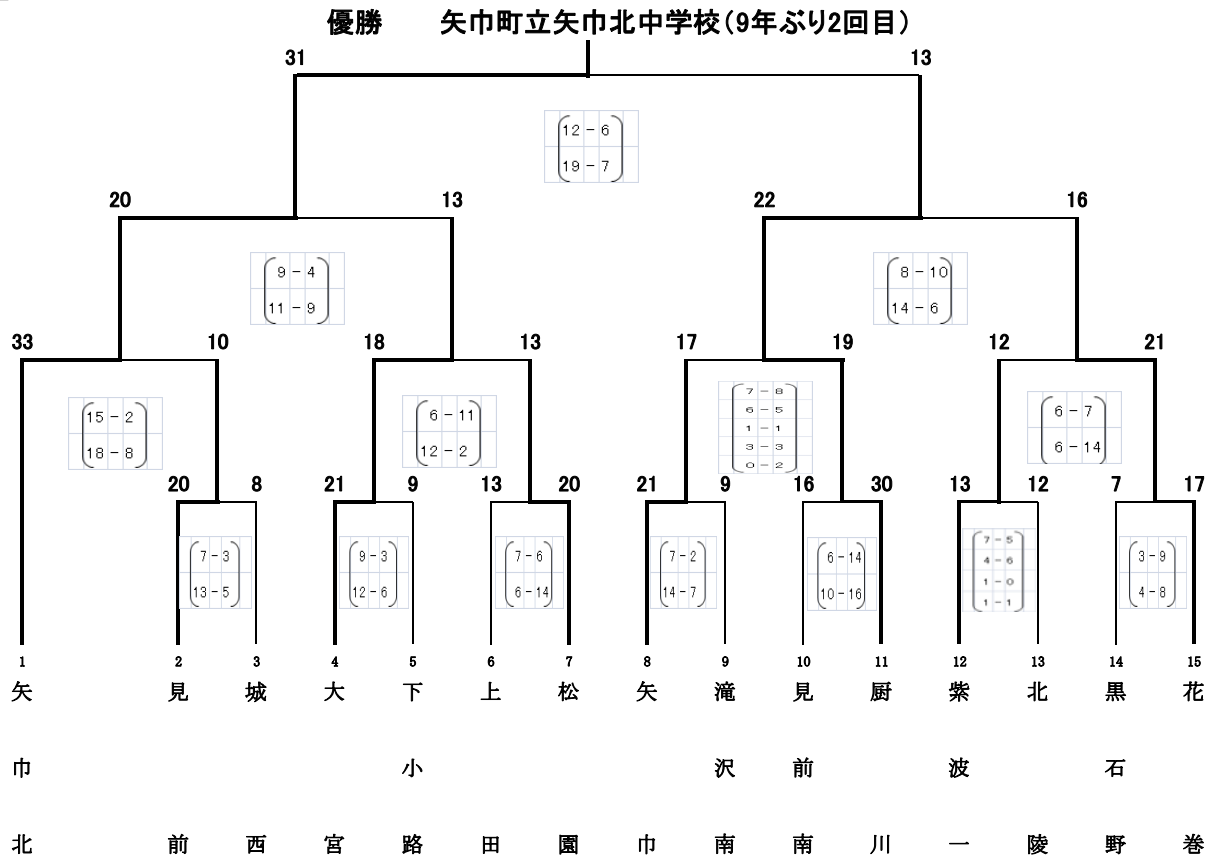 優勝　　矢巾町立矢巾北中学校（9年ぶり2回目）
31 13
12 - 6
19 - 7
20 13 22 16
9 - 4
11 - 9
8 - 10
14 - 6
33 10 18 13 17 19 12 21
15 - 2
18 - 8
6 - 11
12 - 2
7 - 8
6 - 5
1 - 1
3 - 3
0 - 2
6 - 7
6 - 14
20 8 21 9 13 20 21 9 16 30 13 12 7 17
7 - 3
13 - 5
9 - 3
12 - 6
7 - 6
6 - 14
7 - 2
14 - 7
6 - 14
10 - 16
7 - 5
4 - 6
1 - 0
1 - 1
3 - 9
4 - 8
1 矢巾北
2 見前
3 城西
4 大宮
5 下小路
6 上田
7 松園
8 矢巾
9 滝沢南
10 見前南
11 厨川
12 紫波一
13 北陵
14 黒石野
15 花巻